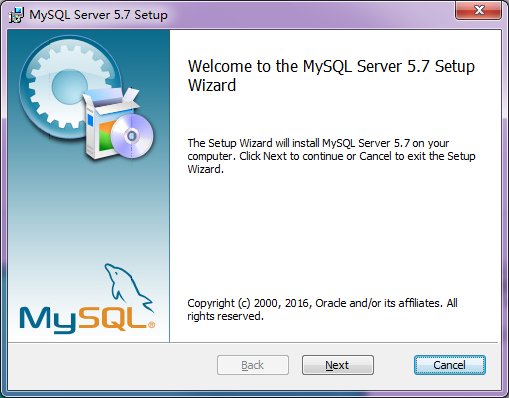 MySQL Server 5.7 Setup
Welcome to the MySQL Server 5.7 Setup
Wizard
The Setup Wizard will install MySQL Server 5.7 on your
computer. Click Next to continue or Cancel to exit the Setup
Wizard.
MySQL®
Copyright (c) 2000, 2016, Oracle and/or its affiliates. All
rights reserved.
Back
Next
Cancel